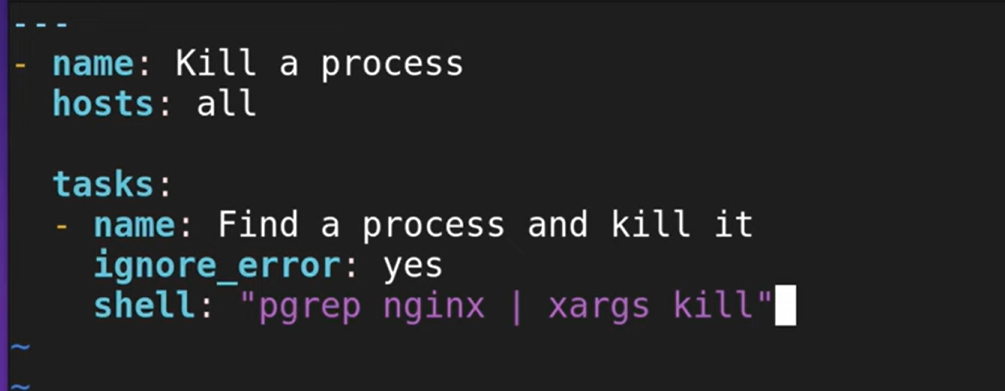 ---
- name: Kill a process
  hosts: all

  tasks:
  - name: Find a process and kill it
    ignore_error: yes
    shell: "pgrep nginx | xargs kill"
~
~